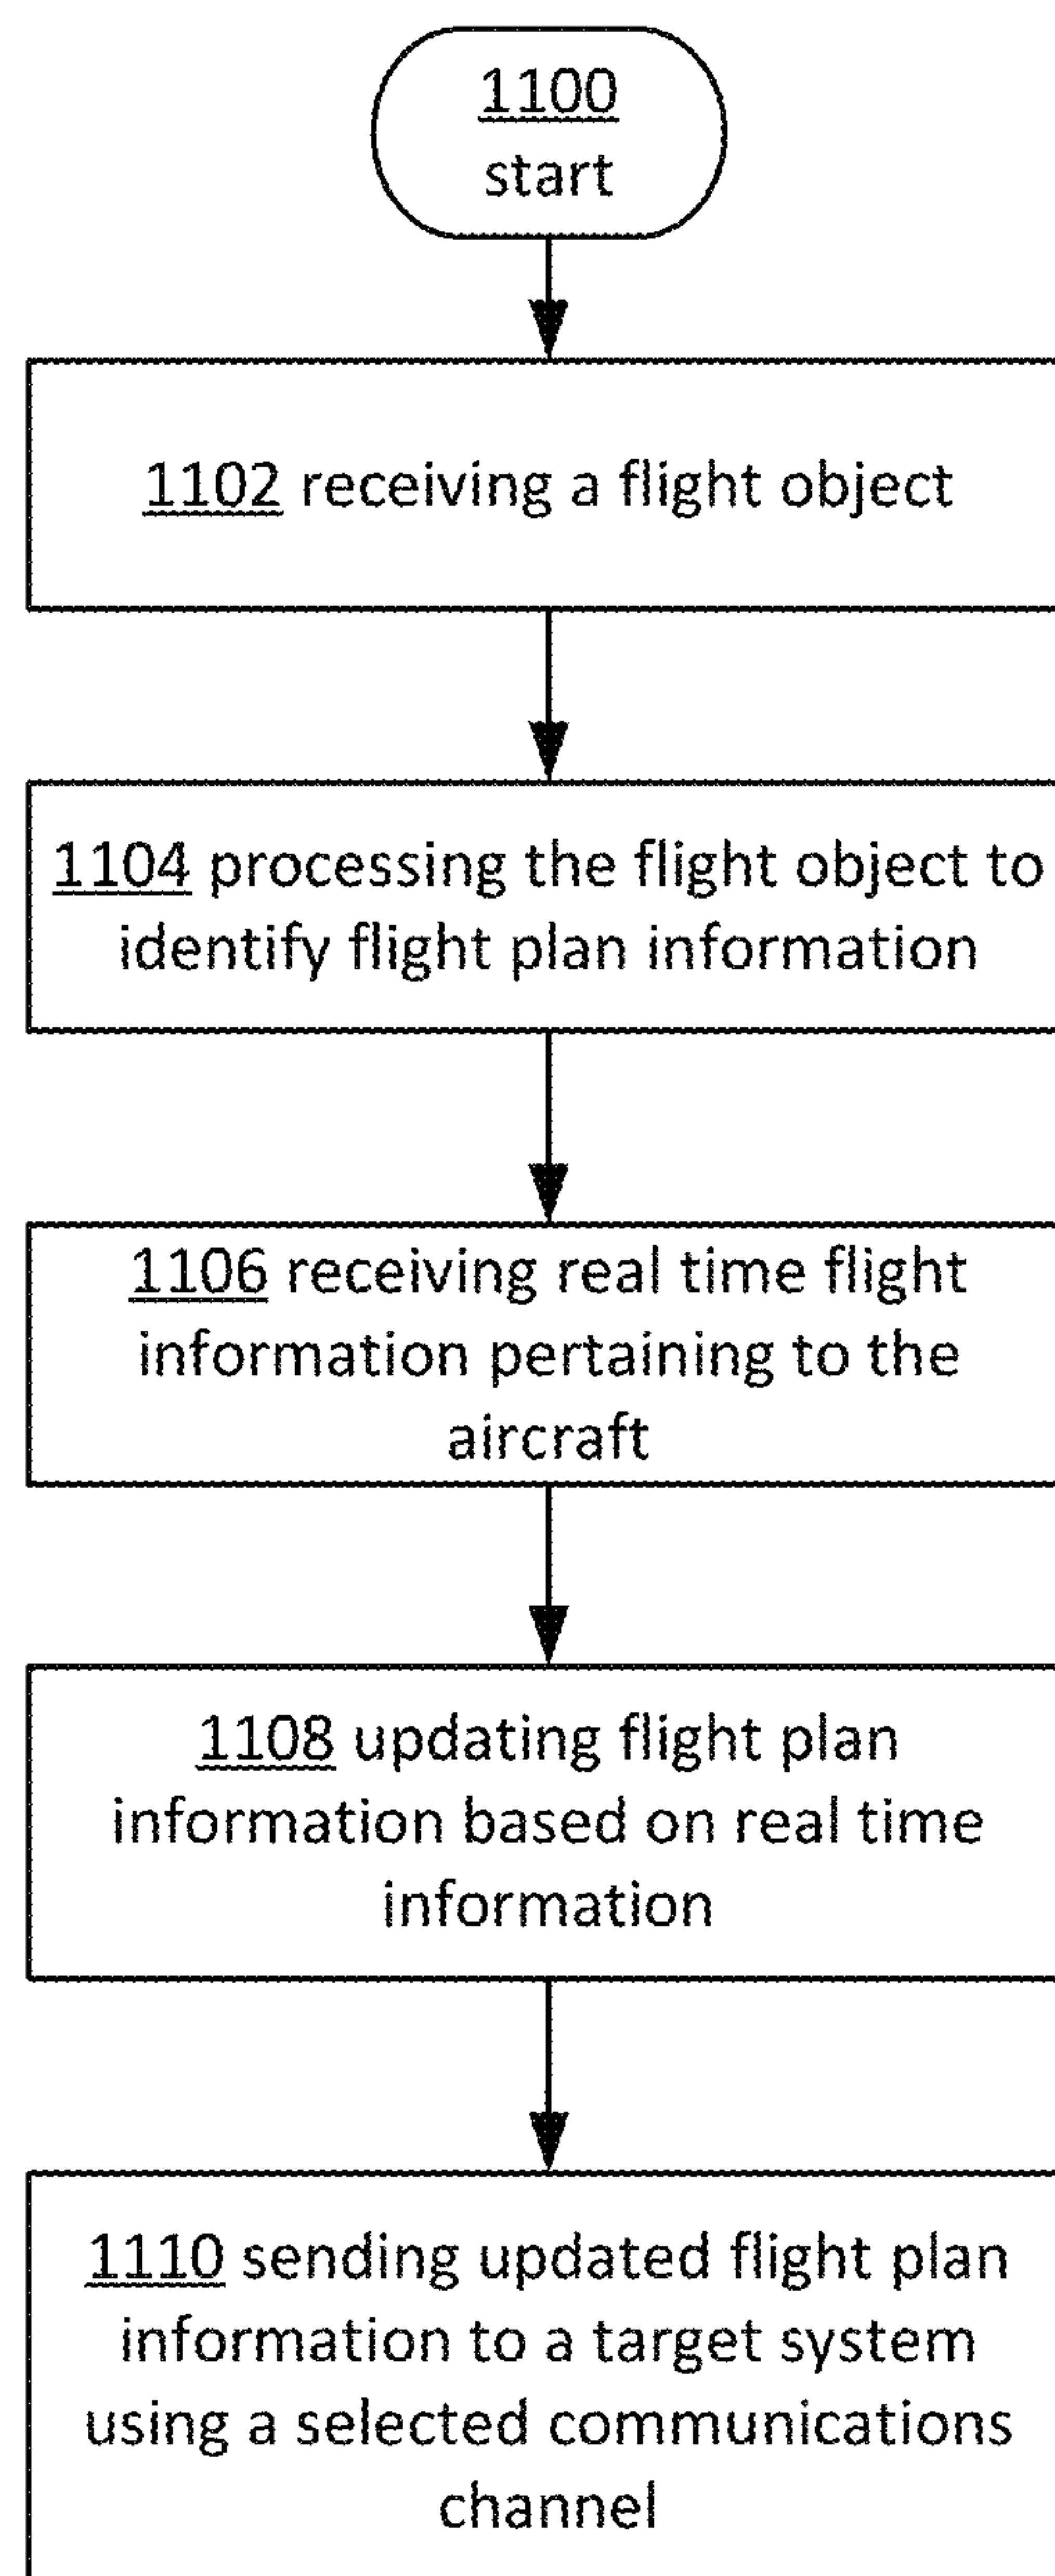 1100
start
1102 receiving a flight object
1104 processing the flight object to
identify flight plan information
1106 receiving real time flight
information pertaining to the
aircraft
1108 updating flight plan
information based on real time
information
1110 sending updated flight plan
information to a target system
using a selected communications
channel